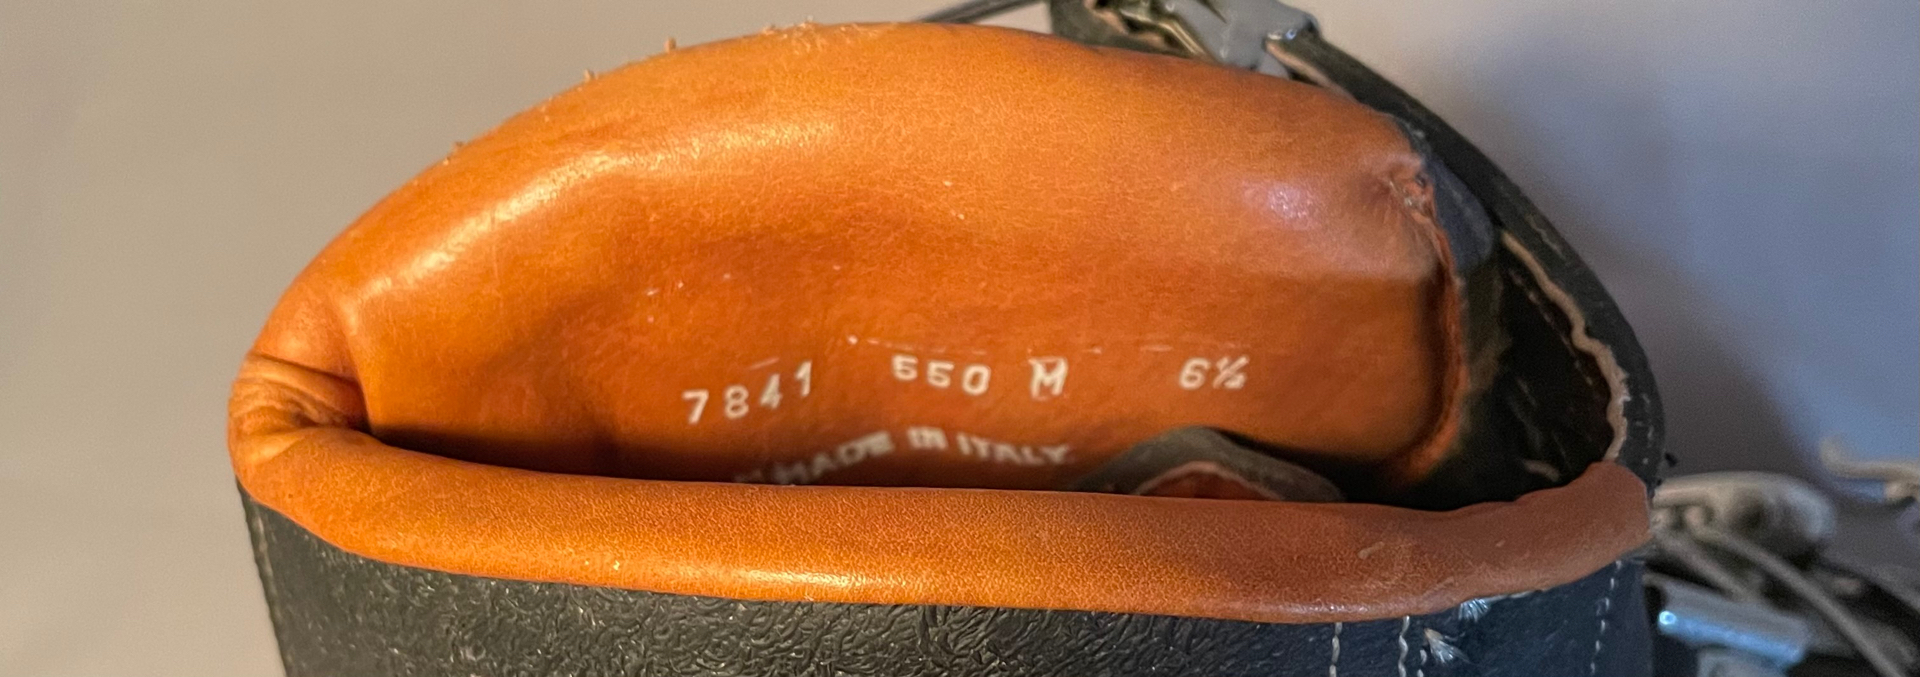 7841 550 M 6½
MADE IN ITALY